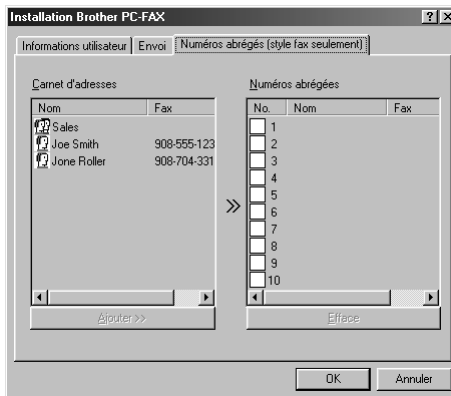 Installation Brother PC-FAX
Informations utilisateur Envoi Numéros abrégés (style fax seulement)
Carnet d'adresses
Nom Fax
Sales
Joe Smith 908-555-123
Jone Roller 908-704-331
Ajouter >>
Numéros abrégées
No. Nom Fax
1
2
3
4
5
6
7
8
9
10
Efface
OK Annuler